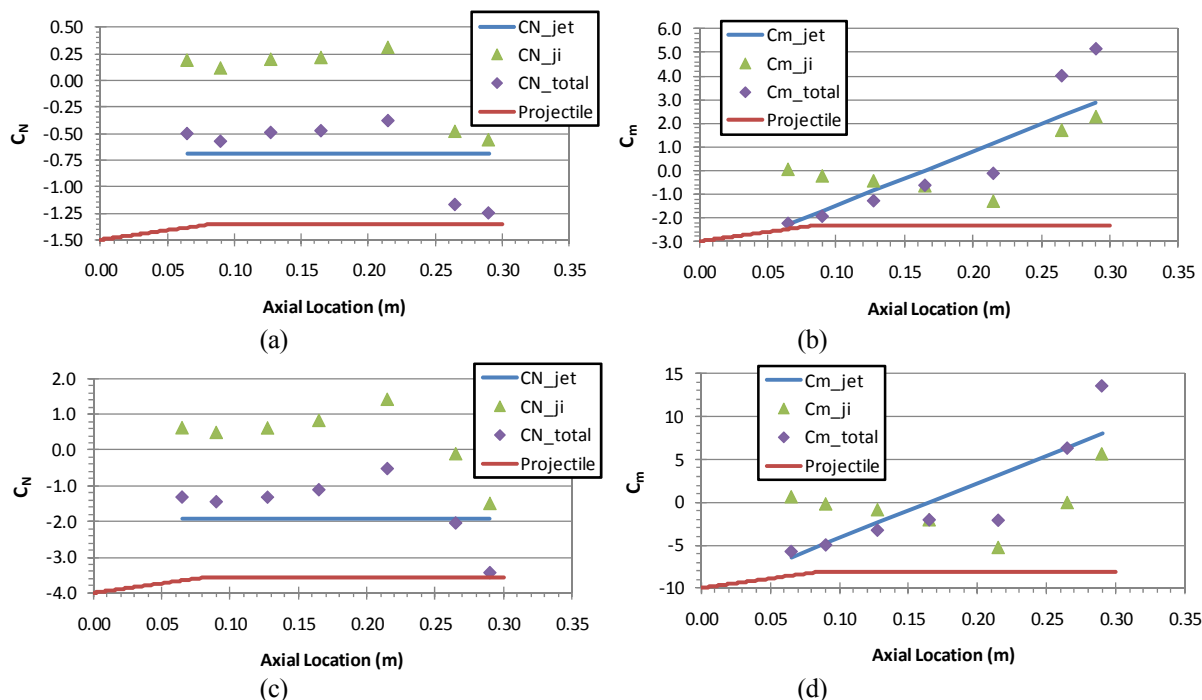 0.50
0.25
0.00
-0.25
-0.50
-0.75
-1.00
-1.25
-1.50
C_N
CN_jet
CN_ji
CN_total
Projectile
0.00 0.05 0.10 0.15 0.20 0.25 0.30 0.35
Axial Location (m)
(a)
6.0
5.0
4.0
3.0
2.0
1.0
0.0
-1.0
-2.0
-3.0
C_m
Cm_jet
Cm_ji
Cm_total
Projectile
0.00 0.05 0.10 0.15 0.20 0.25 0.30 0.35
Axial Location (m)
(b)
2.0
1.0
0.0
-1.0
-2.0
-3.0
-4.0
C_N
CN_jet
CN_ji
CN_total
Projectile
0.00 0.05 0.10 0.15 0.20 0.25 0.30 0.35
Axial Location (m)
(c)
15
10
5
0
-5
-10
C_m
Cm_jet
Cm_ji
Cm_total
Projectile
0.00 0.05 0.10 0.15 0.20 0.25 0.30 0.35
Axial Location (m)
(d)